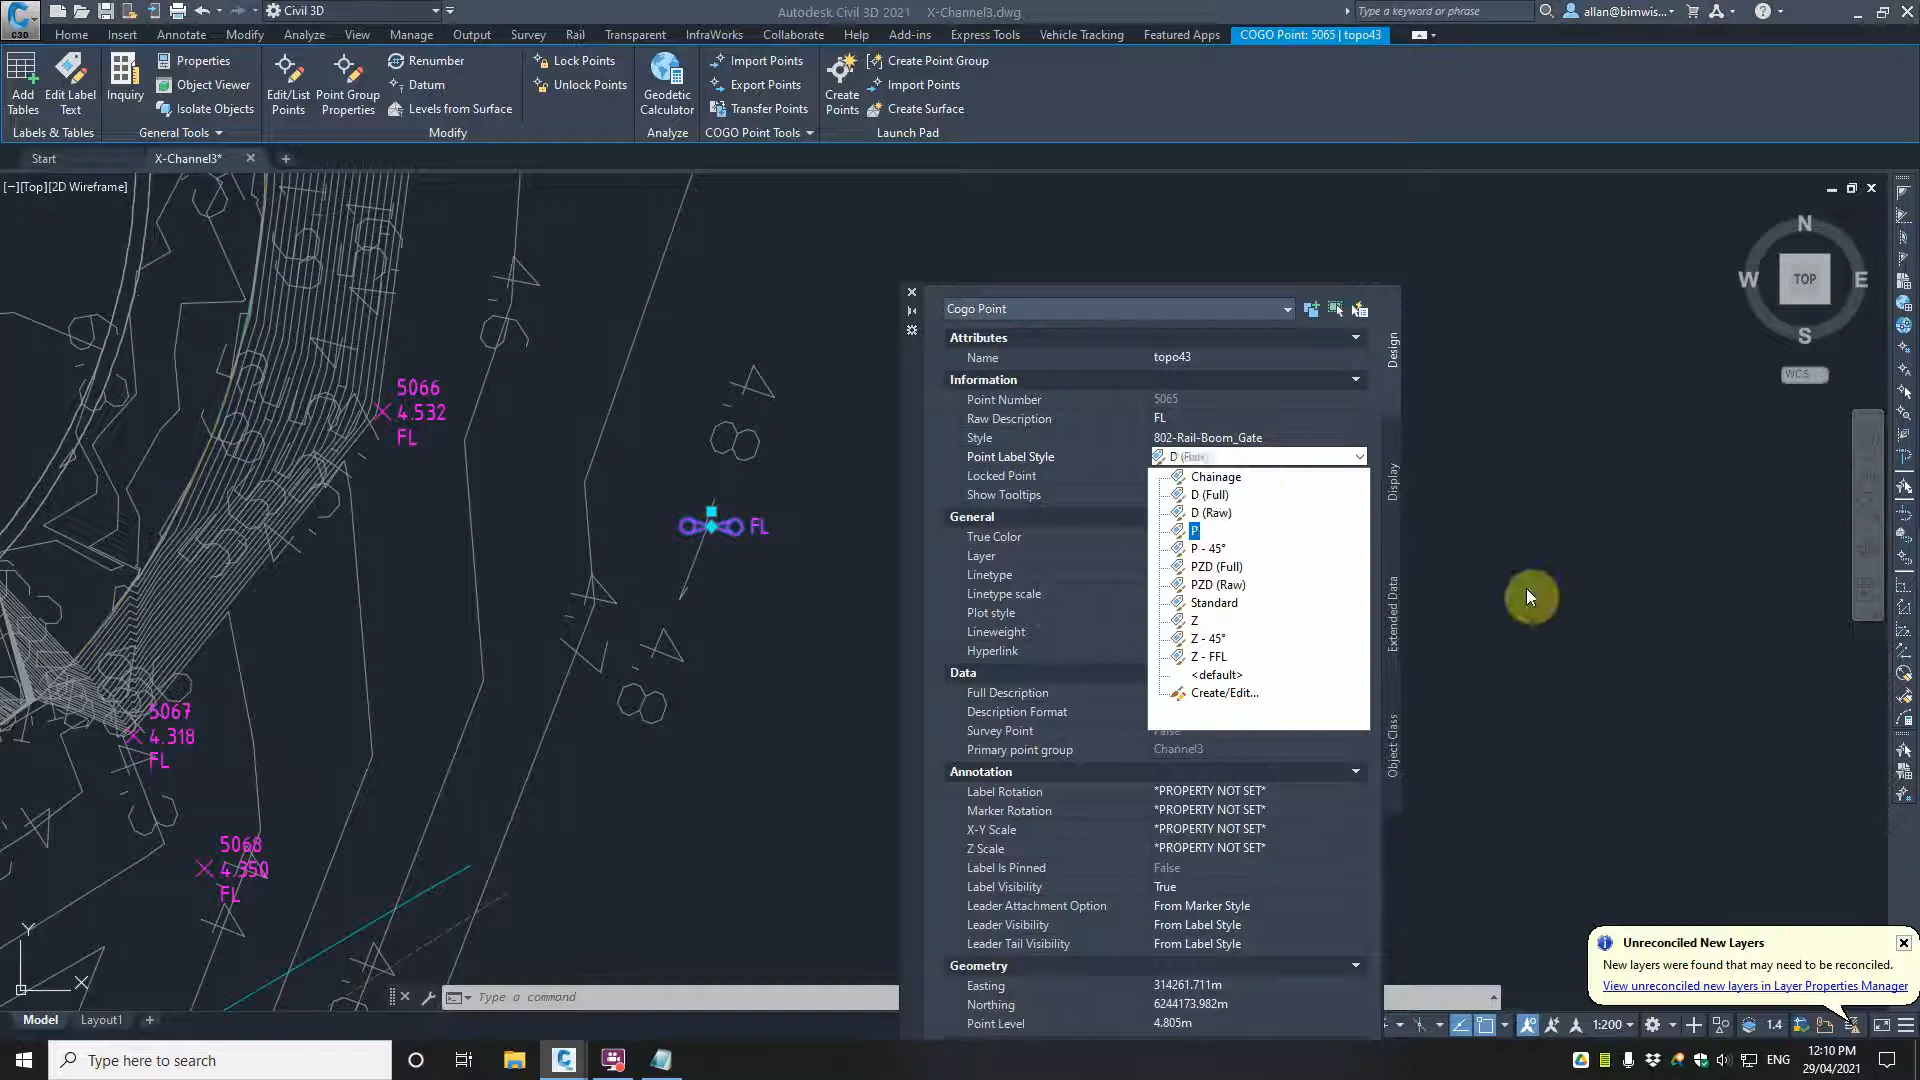 Civil 3D
Autodesk Civil 3D 2021 X-Channel3.dwg
Type a keyword or phrase
allan@bimwis...
C3D
Home Insert Annotate Modify Analyze View Manage Output Survey Rail Transparent InfraWorks Collaborate Help Add-ins Express Tools Vehicle Tracking Featured Apps COGO Point: 5065 | topo43
Add Tables
Edit Label Text
Inquiry
Properties
Object Viewer
Isolate Objects
Edit/List Points
Point Group Properties
Renumber
Datum
Levels from Surface
Lock Points
Unlock Points
Geodetic Calculator
Import Points
Export Points
Transfer Points
Create Points
Create Point Group
Import Points
Create Surface
Labels & Tables
General Tools
Modify
Analyze
COGO Point Tools
Launch Pad
Start
X-Channel3*
[−][Top][2D Wireframe]
N
W
TOP
E
S
WCS
5066
4.532
FL
FL
5067
4.318
FL
5068
4.350
FL
Y
X
Cogo Point
Attributes
Name topo43
Information
Point Number 5065
Raw Description FL
Style 802-Rail-Boom_Gate
Point Label Style
Locked Point
Show Tooltips
General
True Color
Layer
Linetype
Linetype scale
Plot style
Lineweight
Hyperlink
Data
Full Description
Description Format
Survey Point False
Primary point group Channel3
Chainage
D (Full)
D (Raw)
P
P - 45°
PZD (Full)
PZD (Raw)
Standard
Z
Z - 45°
Z - FFL
<default>
Create/Edit...
Annotation
Label Rotation *PROPERTY NOT SET*
Marker Rotation *PROPERTY NOT SET*
X-Y Scale *PROPERTY NOT SET*
Z Scale *PROPERTY NOT SET*
Label Is Pinned False
Label Visibility True
Leader Attachment Option From Marker Style
Leader Visibility From Label Style
Leader Tail Visibility From Label Style
Geometry
Easting 314261.711m
Northing 6244173.982m
Point Level 4.805m
Design
Display
Extended Data
Object Class
Unreconciled New Layers
New layers were found that may need to be reconciled.
View unreconciled new layers in Layer Properties Manager
Type a command
Model Layout1
1:200
1.4
Type here to search
ENG
12:10 PM
29/04/2021